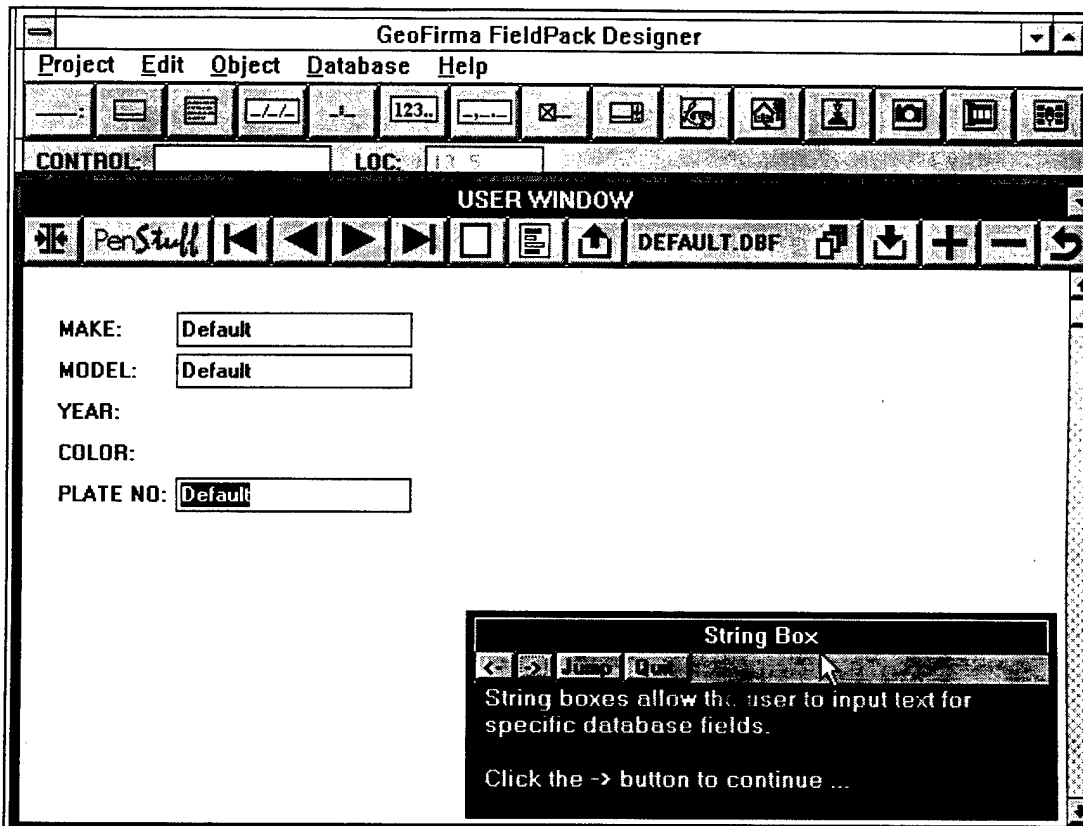 GeoFirma FieldPack Designer
Project Edit Object Database Help
123..
CONTROL: LOC: 13 5
USER WINDOW
PenStuff DEFAULT.DBF
MAKE: Default
MODEL: Default
YEAR:
COLOR:
PLATE NO: Default
String Box
<- -> Jump Quit
String boxes allow the user to input text for
specific database fields.
Click the -> button to continue ...